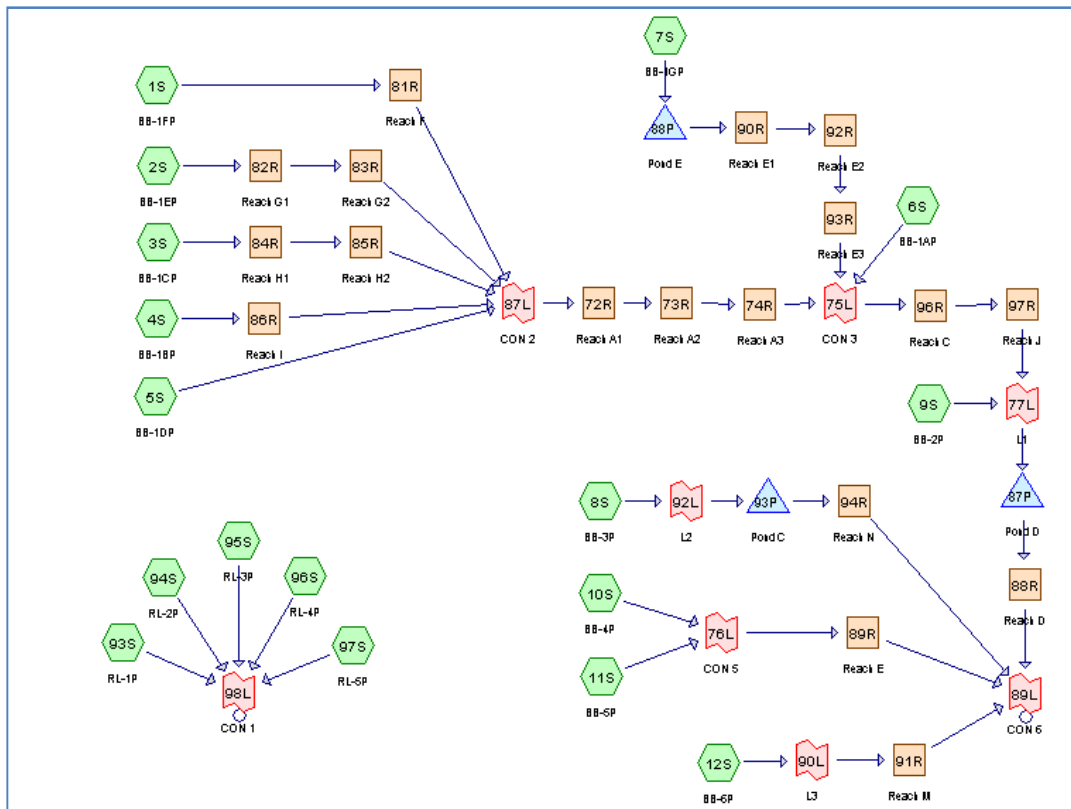 7S
BB-1GP
1S
BB-1FP
81R
Reach F
88P
Pond E
90R
Reach E1
92R
Reach E2
2S
BB-1EP
82R
Reach G1
83R
Reach G2
93R
Reach E3
6S
BB-1AP
3S
BB-1CP
84R
Reach H1
85R
Reach H2
4S
BB-1BP
86R
Reach I
87L
CON 2
72R
Reach A1
73R
Reach A2
74R
Reach A3
75L
CON 3
96R
Reach C
97R
Reach J
5S
BB-1DP
9S
BB-2P
77L
L1
8S
BB-3P
92L
L2
93P
Pond C
94R
Reach N
87P
Pond D
95S
RL-3P
94S
RL-2P
96S
RL-4P
93S
RL-1P
97S
RL-5P
98L
CON 1
10S
BB-4P
11S
BB-5P
76L
CON 5
89R
Reach E
88R
Reach D
89L
CON 6
12S
BB-6P
90L
L3
91R
Reach M